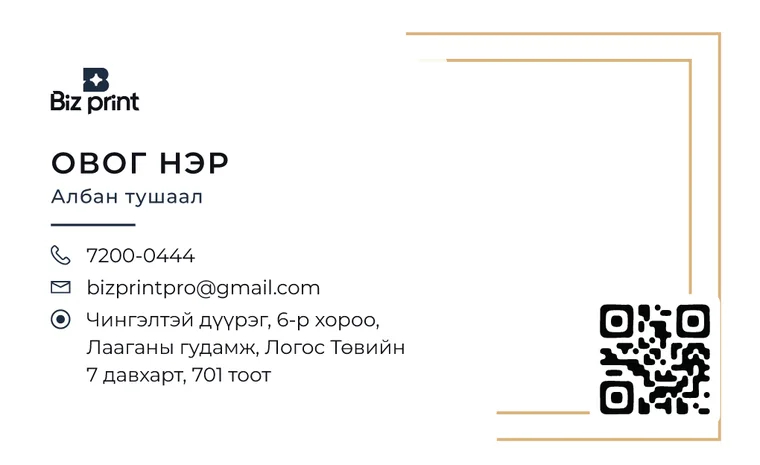 Biz print
ОВОГ НЭР
Албан тушаал
7200-0444
bizprintpro@gmail.com
Чингэлтэй дүүрэг, 6-р хороо,
Лааганы гудамж, Логос Төвийн
7 давхарт, 701 тоот